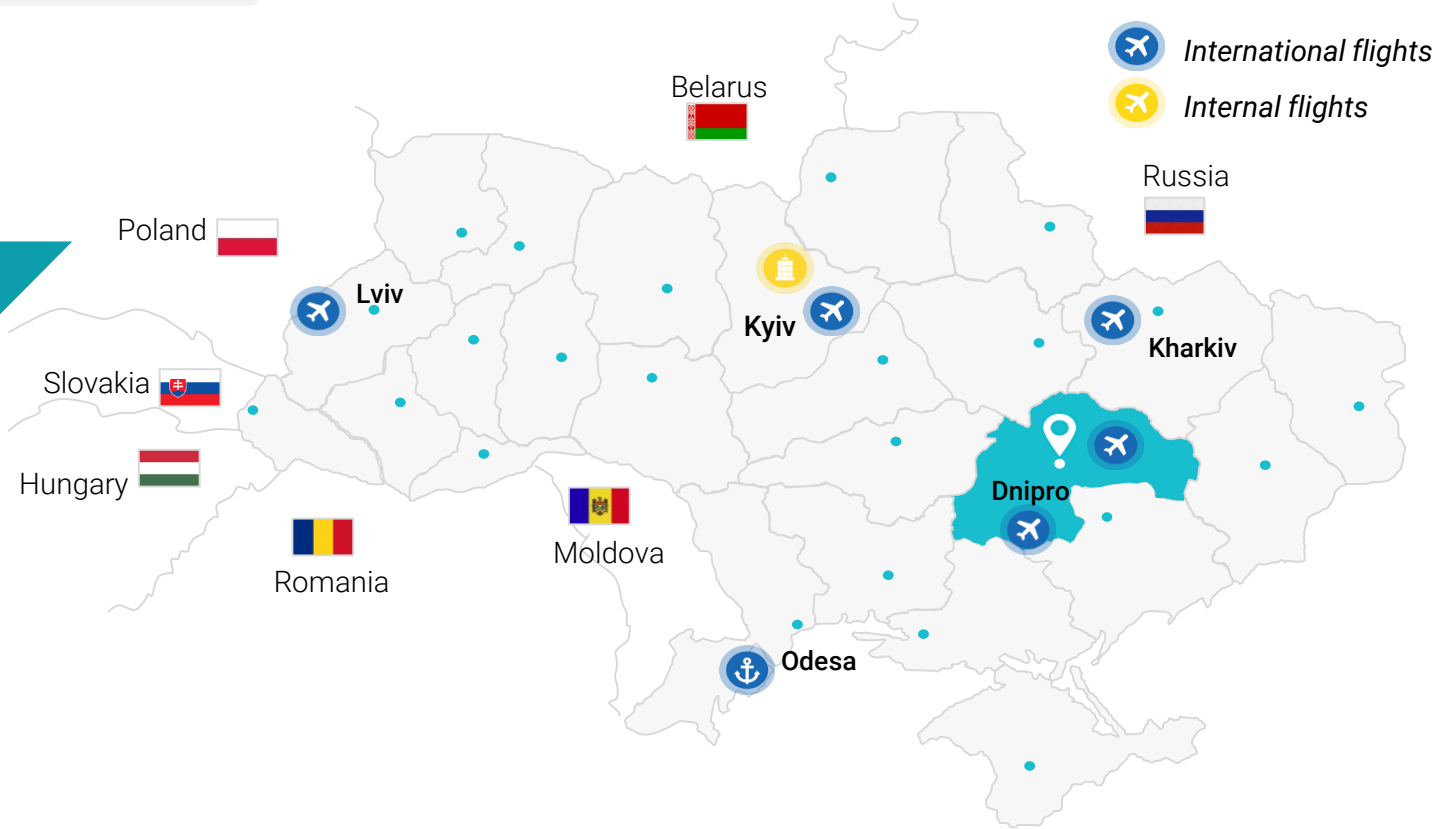 International flights
Internal flights
Belarus
Russia
Poland
Lviv
Kyiv
Kharkiv
Slovakia
Hungary
Dnipro
Moldova
Romania
Odesa